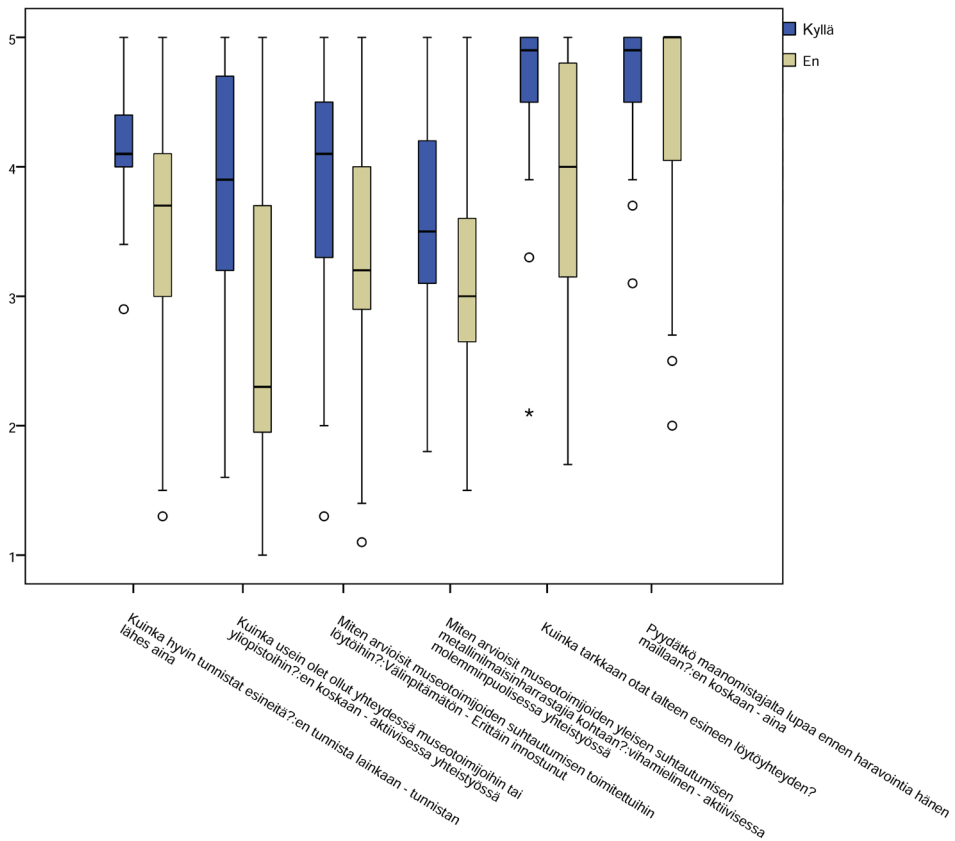 5
4
3
2
1
Kyllä
En
Kuinka hyvin tunnistat esineitä?:en tunnista lainkaan - tunnistan
lähes aina
Kuinka usein olet ollut yhteydessä museotoimijoihin tai
yliopistoihin?:en koskaan - aktiivisessa yhteistyössä
Miten arvioisit museotoimijoiden suhtautumisen toimitettuihin
löytöihin?:Välinpitämätön - Erittäin innostunut
Miten arvioisit museotoimijoiden yleisen suhtautumisen
metallinilmaisinharrastajia kohtaan?:vihamielinen - aktiivisessa
molemminpuolisessa yhteistyössä
Kuinka tarkkaan otat talteen esineen löytöyhteyden?
Pyydätkö maanomistajalta lupaa ennen haravointia hänen
maillaan?:en koskaan - aina